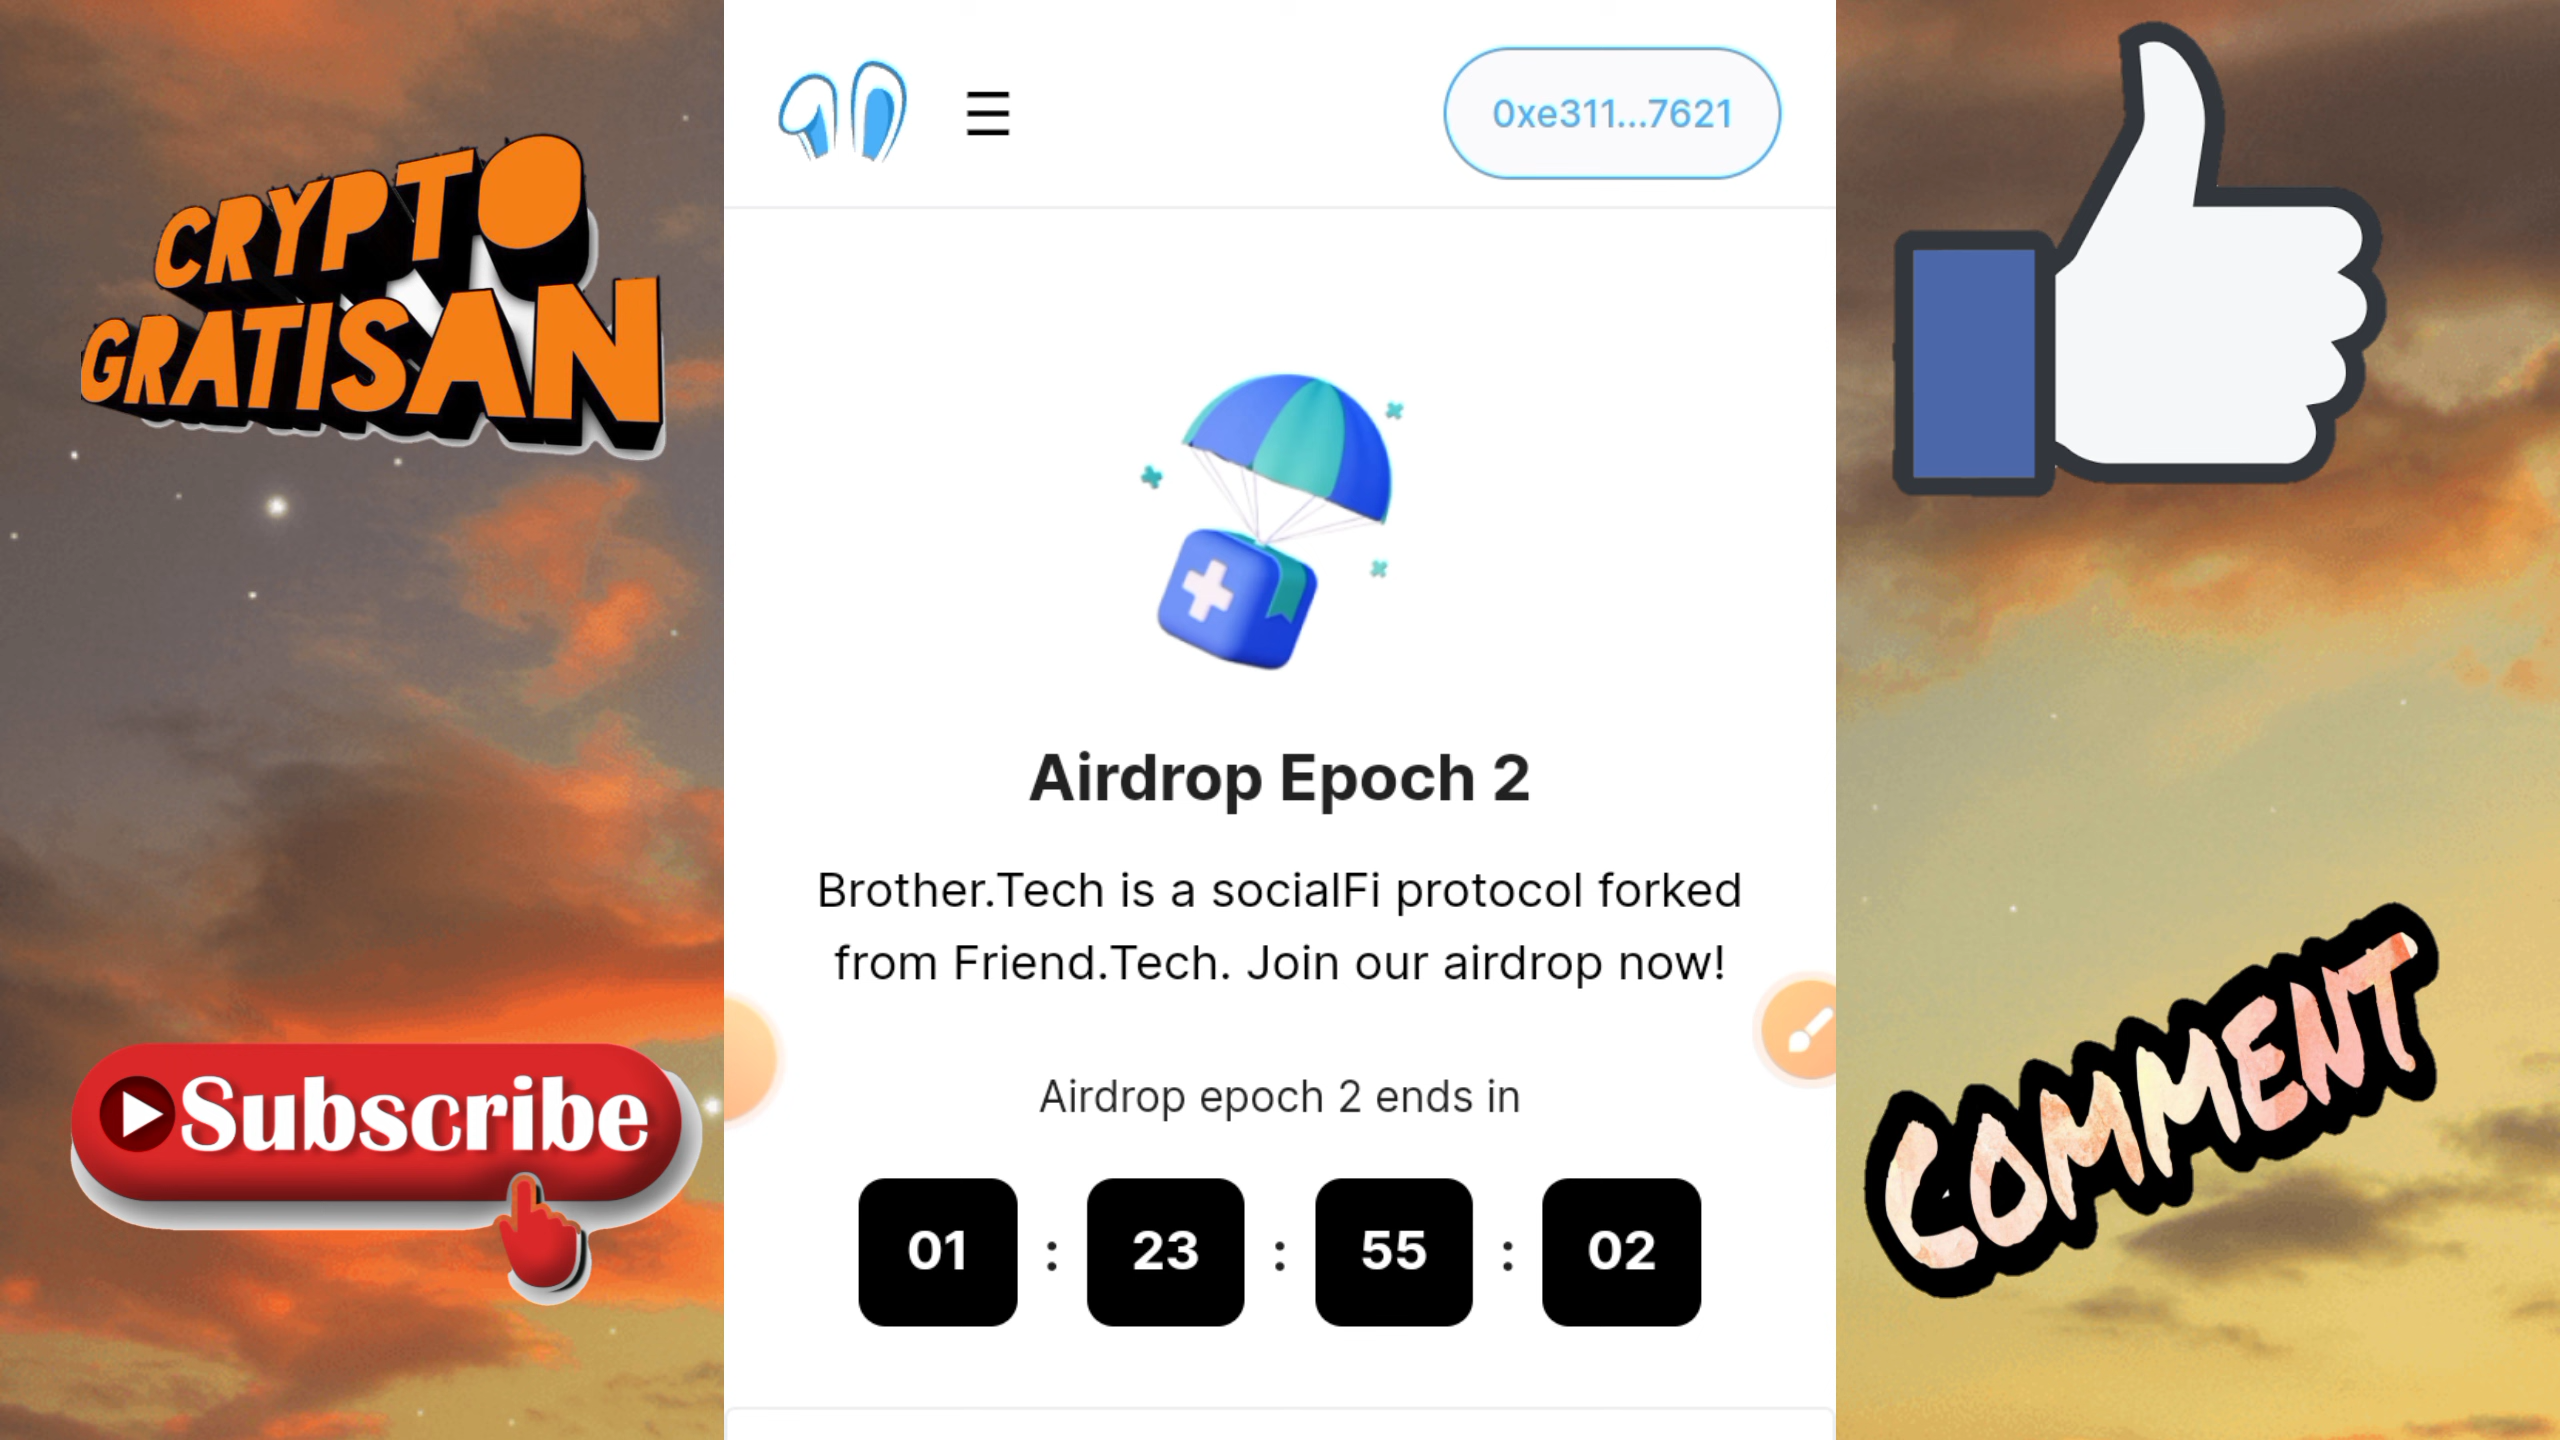 CRYPTO
GRATISAN
Subscribe
0xe311...7621
Airdrop Epoch 2
Brother.Tech is a socialFi protocol forked
from Friend.Tech. Join our airdrop now!
Airdrop epoch 2 ends in
01 : 23 : 55 : 02
COMMENT